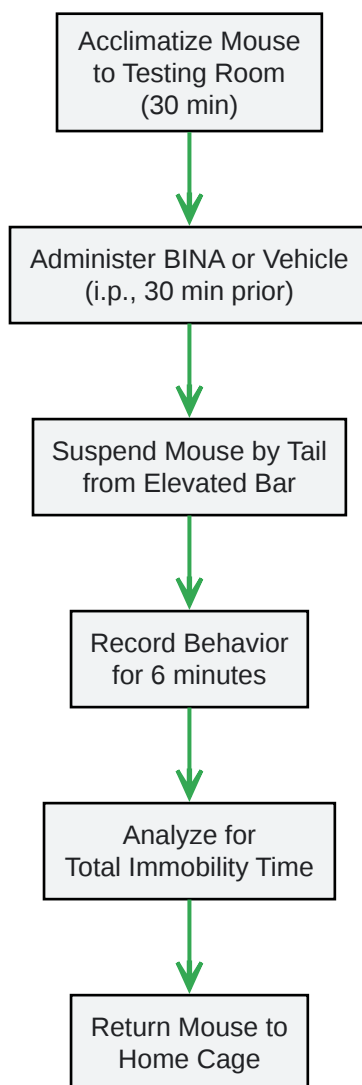 Acclimatize Mouse
to Testing Room
(30 min)
Administer BINA or Vehicle
(i.p., 30 min prior)
Suspend Mouse by Tail
from Elevated Bar
Record Behavior
for 6 minutes
Analyze for
Total Immobility Time
Return Mouse to
Home Cage